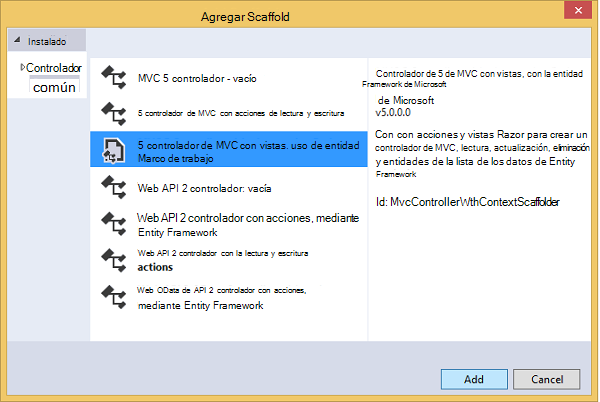 Agregar Scaffold
Instalado
Controlador
común
MVC 5 controlador - vacío
5 controlador de MVC con acciones de lectura y escritura
5 controlador de MVC con vistas. uso de entidad
Marco de trabajo
Web API 2 controlador: vacía
Web API 2 controlador con acciones, mediante
Entity Framework
Web API 2 controlador con la lectura y escritura
actions
Web OData de API 2 controlador con acciones,
mediante Entity Framework
Controlador de 5 de MVC con vistas, con la entidad
Framework de Microsoft
de Microsoft
v5.0.0.0
Con con acciones y vistas Razor para crear un
controlador de MVC, lectura, actualización, eliminación
y entidades de la lista de los datos de Entity
Framework
Id: MvcControllerWthContextScaffolder
Add
Cancel